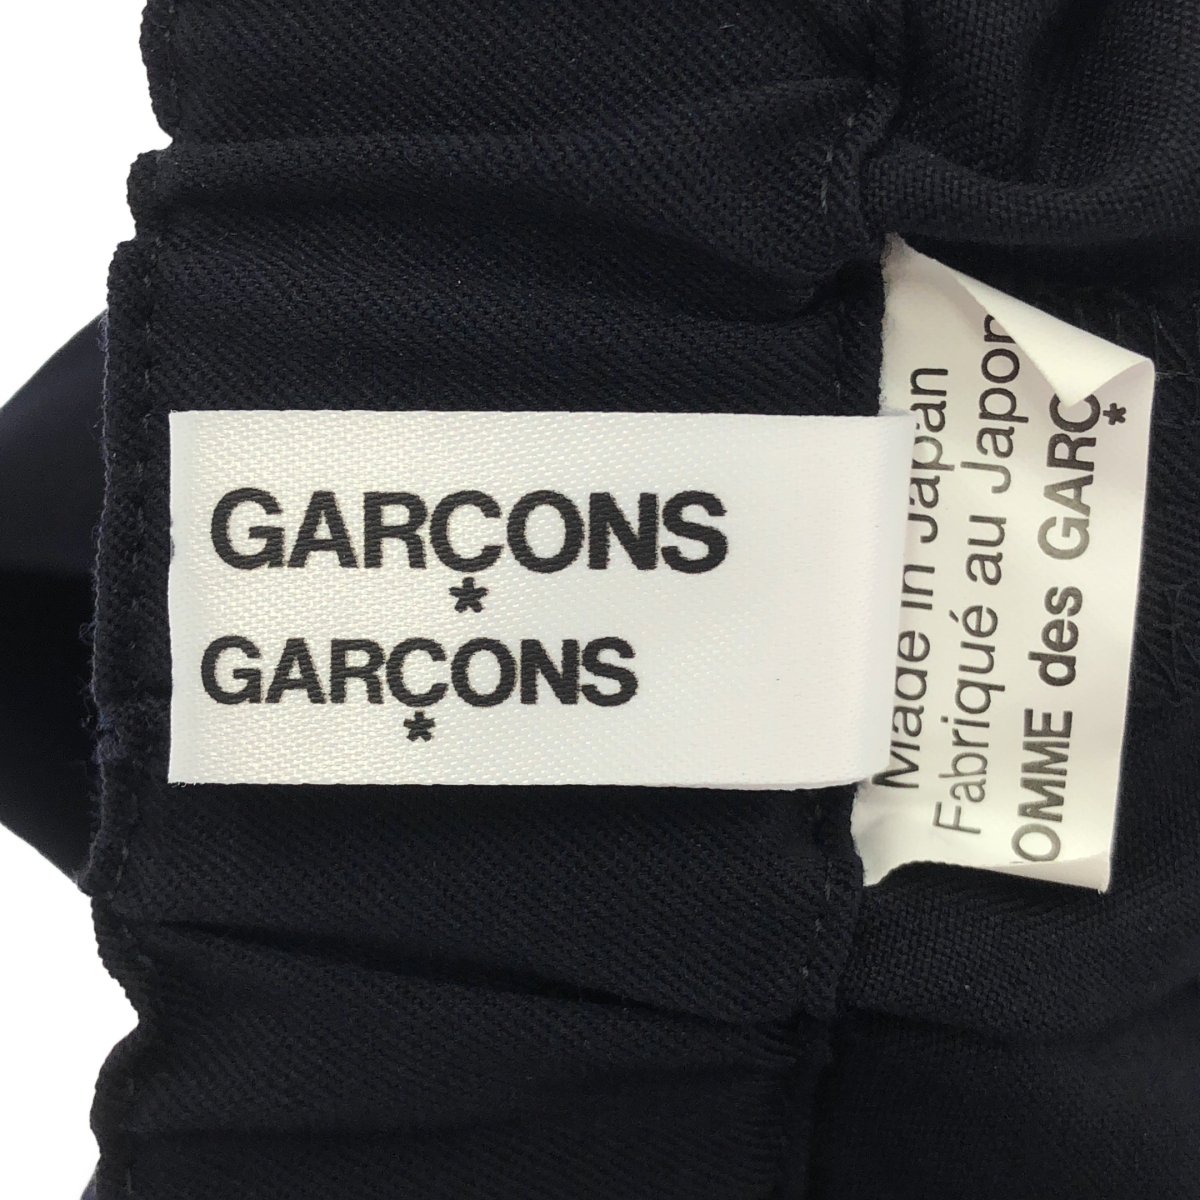 GARÇONS
GARÇONS
Made in Japan
Fabriqué au Japon
OMME des GARÇ